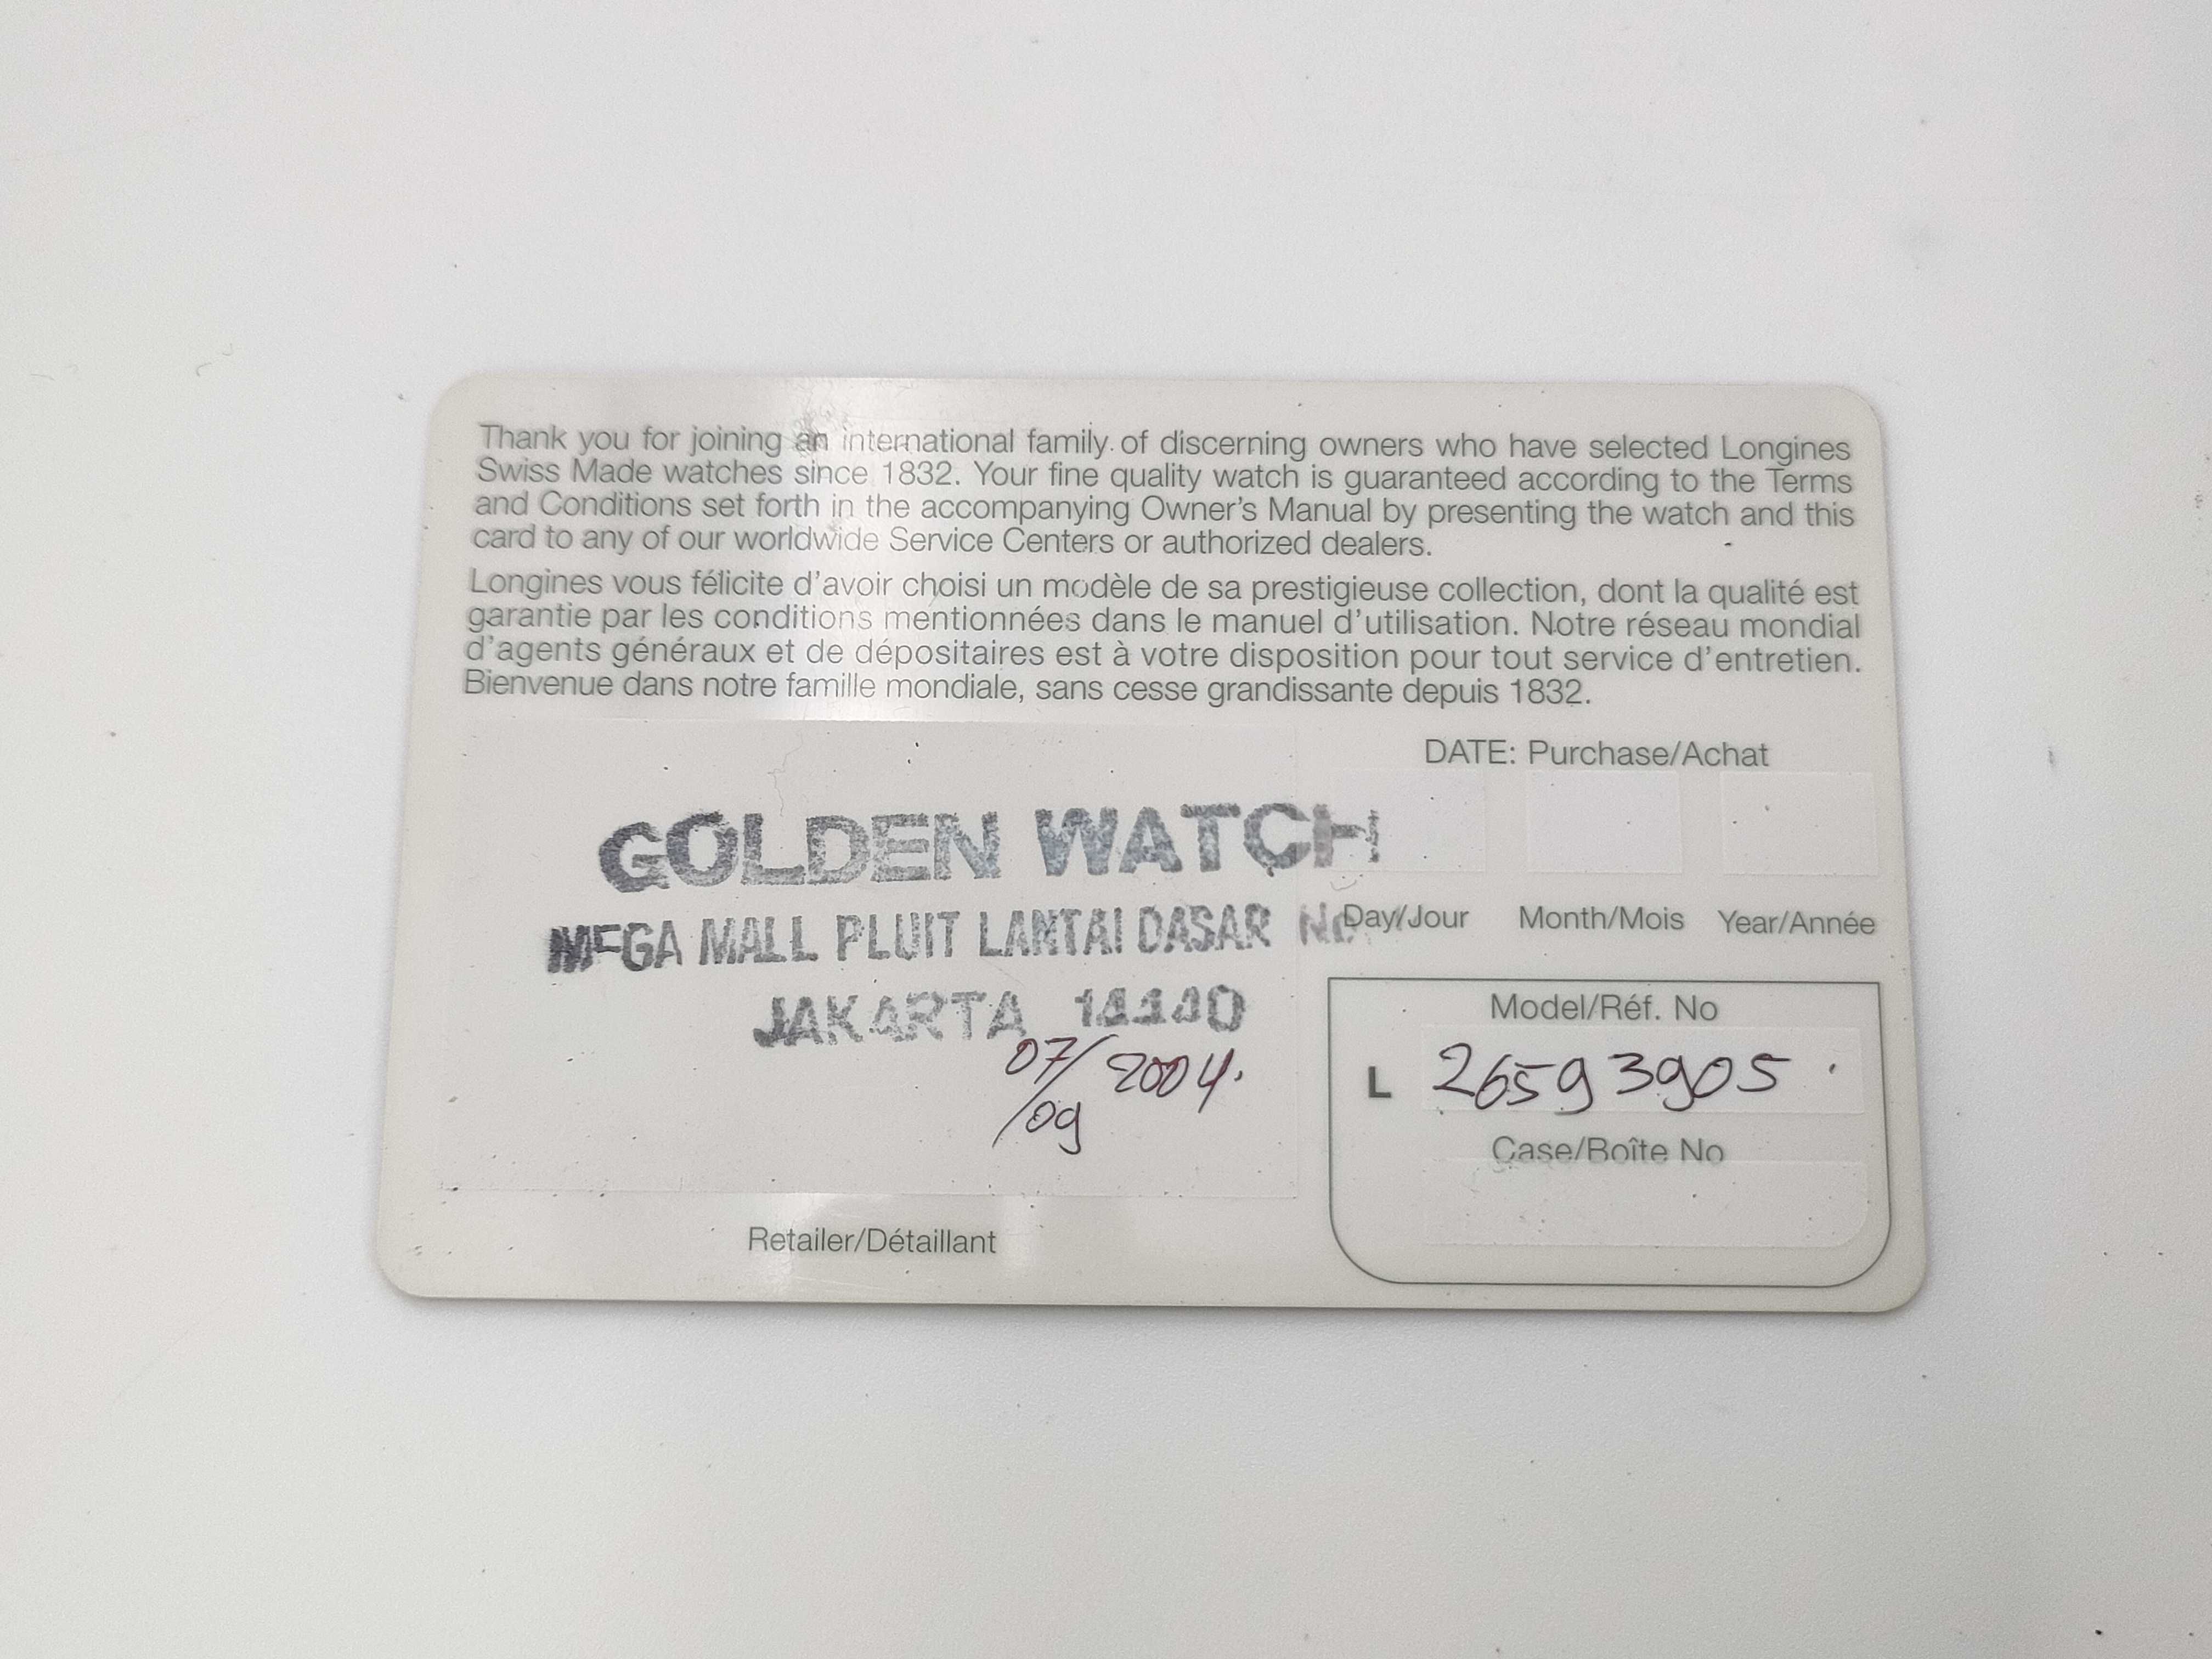 Thank you for joining an international family of discerning owners who have selected Longines
Swiss Made watches since 1832. Your fine quality watch is guaranteed according to the Terms
and Conditions set forth in the accompanying Owner's Manual by presenting the watch and this
card to any of our worldwide Service Centers or authorized dealers.
Longines vous félicite d'avoir choisi un modèle de sa prestigieuse collection, dont la qualité est
garantie par les conditions mentionnées dans le manuel d'utilisation. Notre réseau mondial
d'agents généraux et de dépositaires est à votre disposition pour tout service d'entretien.
Bienvenue dans notre famille mondiale, sans cesse grandissante depuis 1832.
DATE: Purchase/Achat
GOLDEN WATCH
MEGA MALL PLUIT LANTAI DASAR No.
Day/Jour Month/Mois Year/Année
JAKARTA
07/09 2004.
Model/Réf. No
L 26593905
Case/Boîte No
Retailer/Détaillant